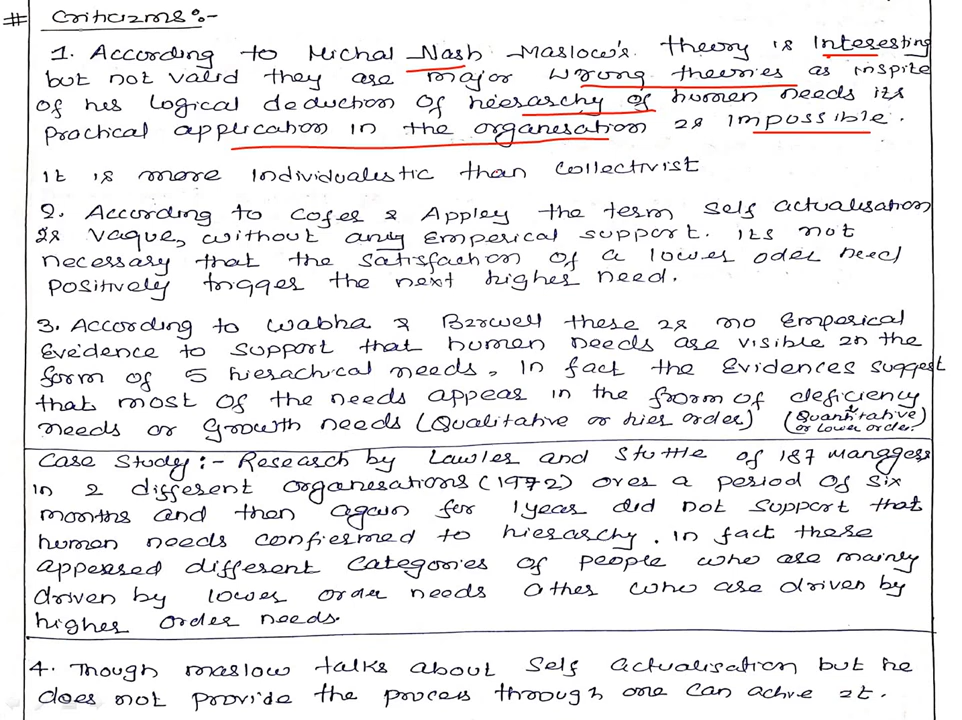 # Criticizms:-
1. According to Michal Nash Maslow's theory is Interesting
but not valid they are major wrong theories as inspite
of his logical deduction of hierarchy of human needs its
practical application in the organisation is impossible.
It is more Individualistic than collectivist
2. According to Cofer & Appley the term self actualisation
is vague, without any emperical support. Its not
necessary that the satisfaction of a lower oder need
positively trigger the next higher need.
3. According to Wabha & Birwell there is no Emperical
Evidence to support that human needs are visible in the
form of 5 hierachical needs. In fact the Evidences suggest
that most of the needs appear in the form of deficiency
needs or Growth needs (Qualitative or hier order) (Quantitative
or lower order)
Case Study:- Research by Lawler and Stuttle of 187 managers
in 2 different organisations (1972) over a period of six
months and then again for 1 year did not support that
human needs confirmed to hierarchy. In fact there
appeared different categories of people who are mainly
driven by lower order needs & other who are driven by
higher order needs.
4. Though maslow talks about self actualisation but he
does not provide the process through one can achive it.